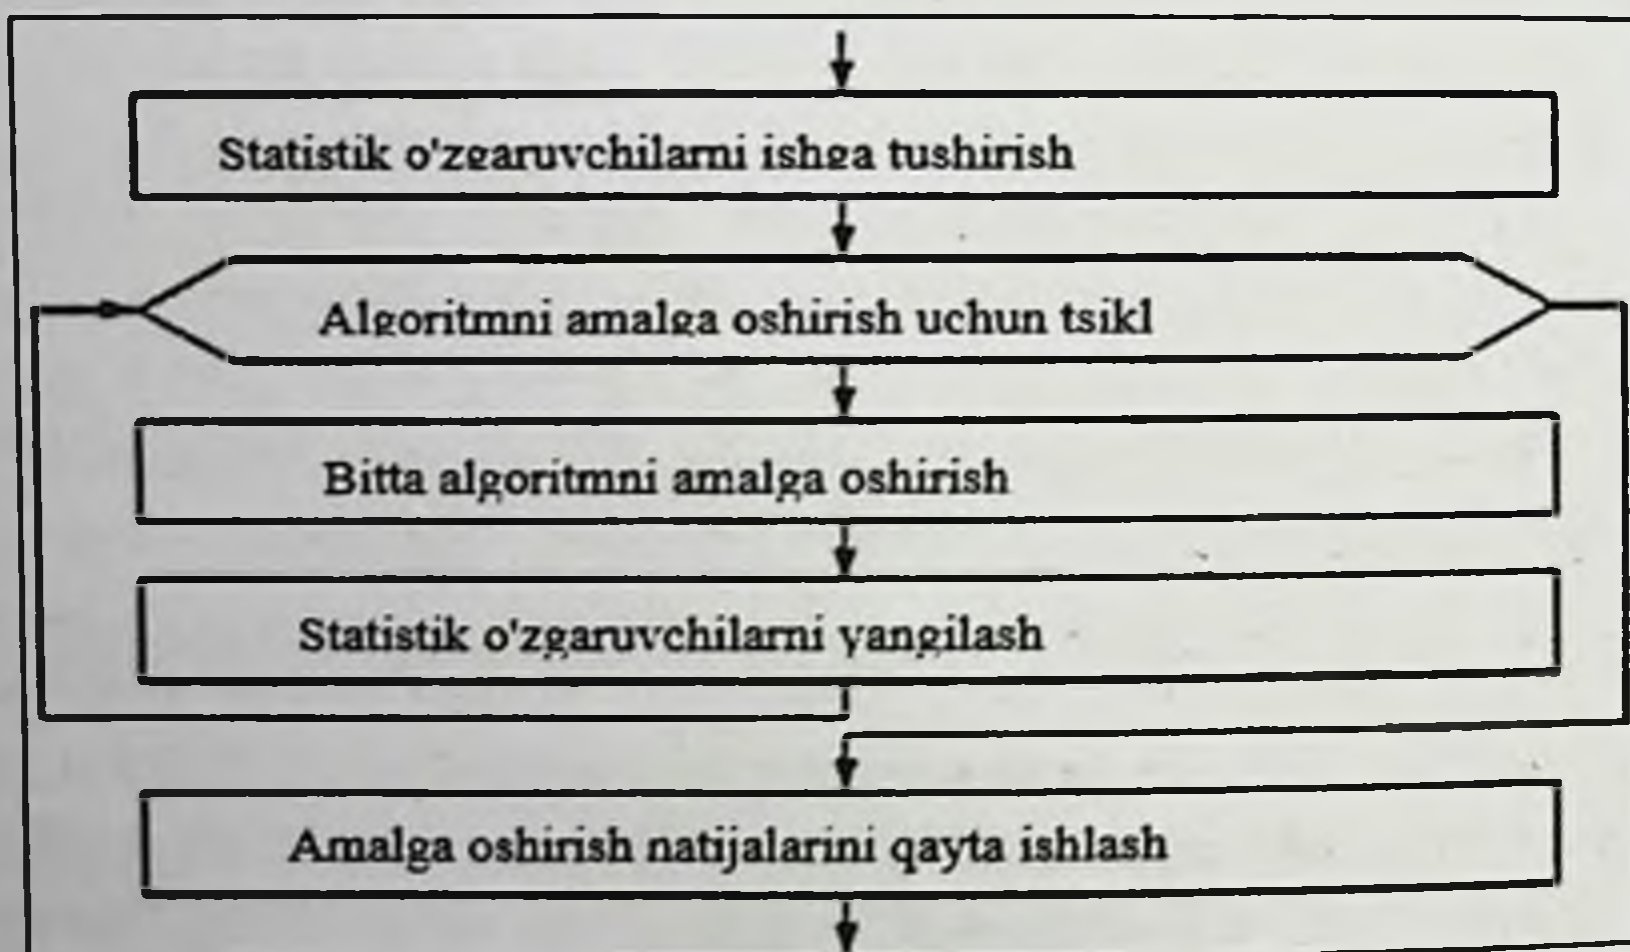 Statistik o'zgaruvchilarni ishga tushirish
Algoritmni amalga oshirish uchun tsikl
Bitta algoritmni amalga oshirish
Statistik o'zgaruvchilarni yangilash
Amalga oshirish natijalarini qayta ishlash